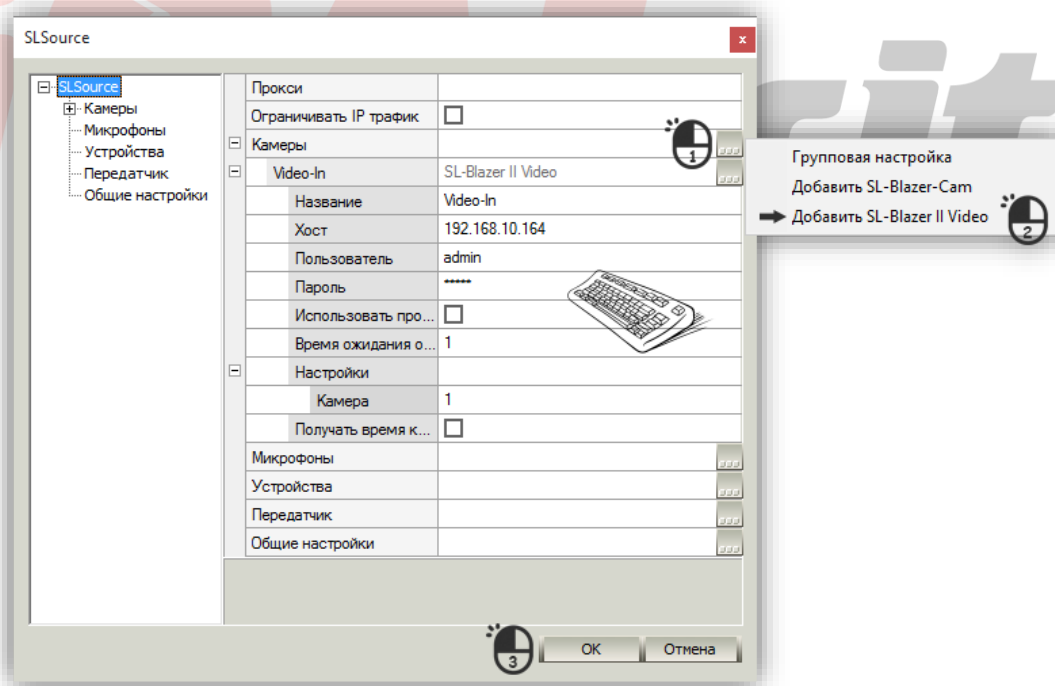 SLSource
x
SLSource
Камеры
Микрофоны
Устройства
Передатчик
Общие настройки
Прокси
Ограничивать IP трафик
Камеры
1
Video-In SL-Blazer II Video
Название Video-In
Хост 192.168.10.164
Пользователь admin
Пароль *****
Использовать про...
Время ожидания о... 1
Настройки
Камера 1
Получать время к...
Микрофоны
Устройства
Передатчик
Общие настройки
Групповая настройка
Добавить SL-Blazer-Cam
Добавить SL-Blazer II Video
2
3
OK Отмена